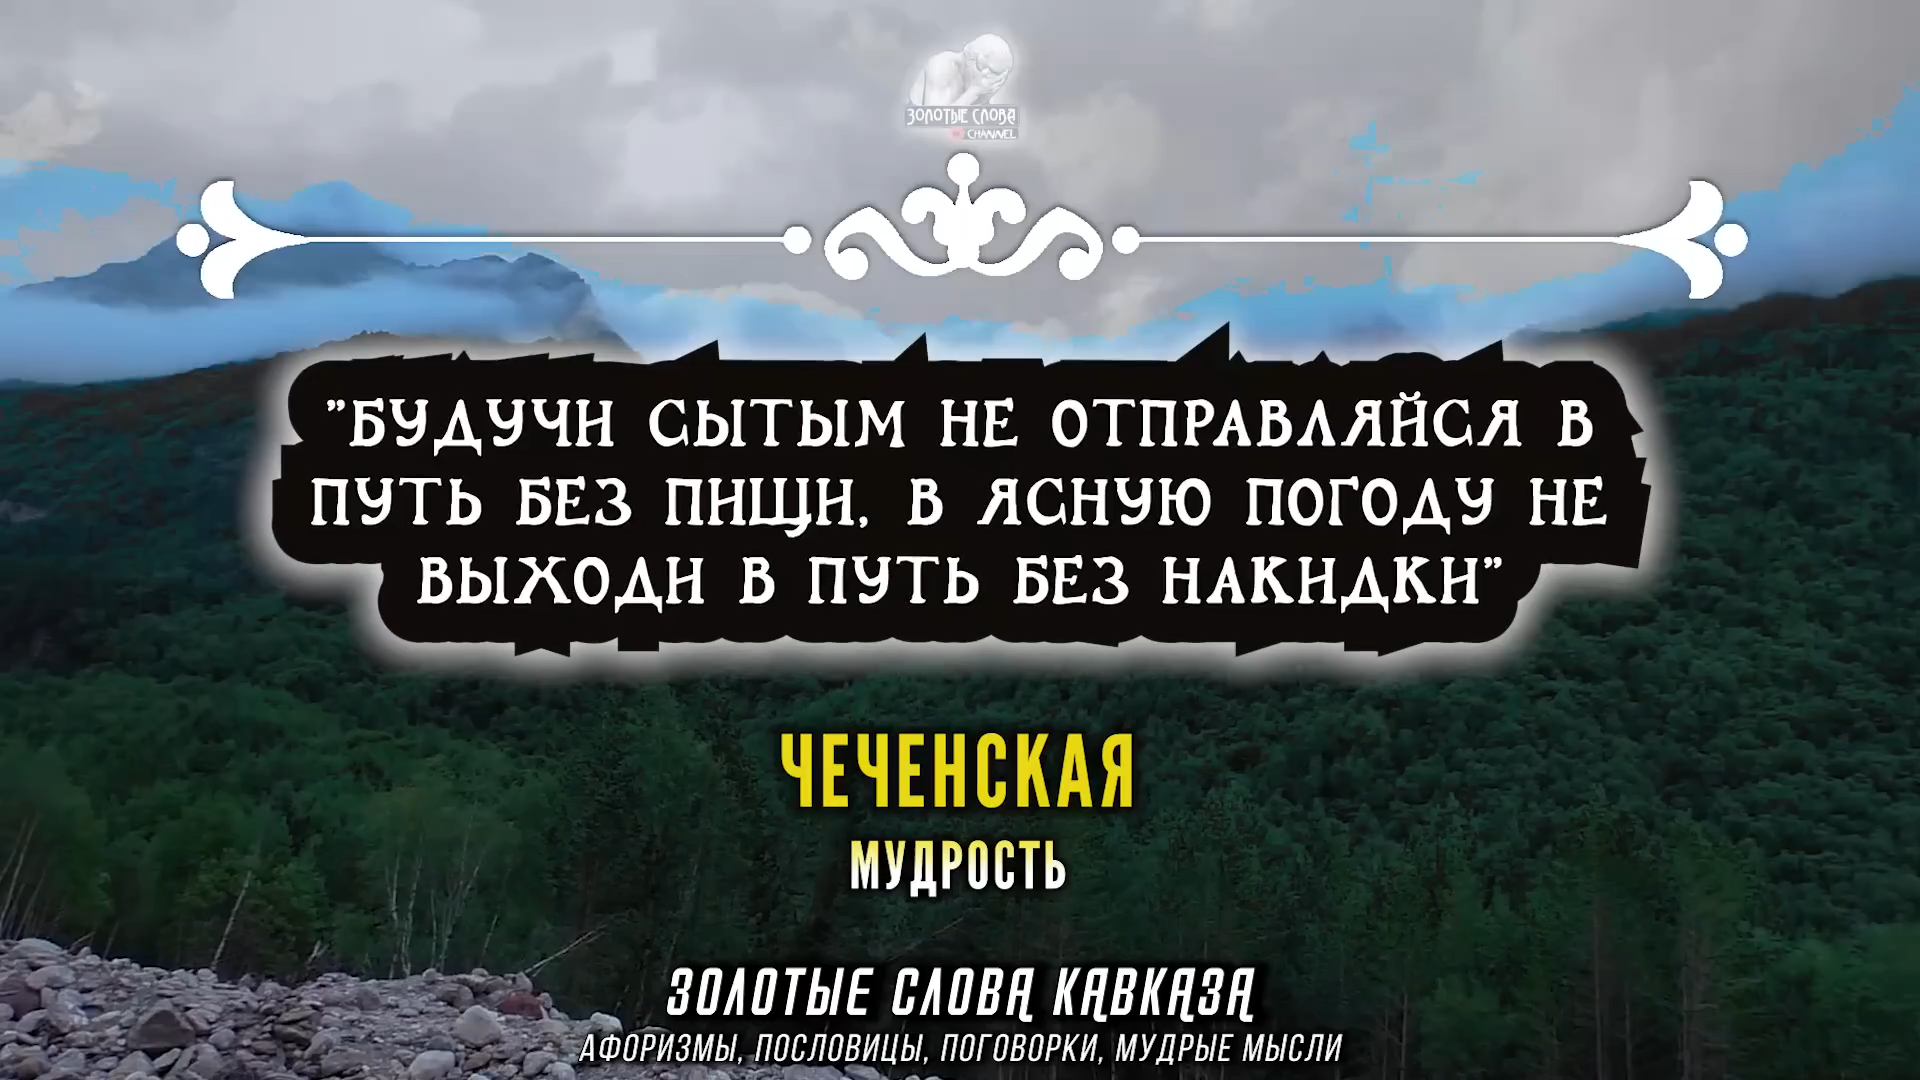 ЗОЛОТЫЕ СЛОВА
CHANNEL
"БУДУЧИ СЫТЫМ НЕ ОТПРАВЛЯЙСЯ В
ПУТЬ БЕЗ ПИЩИ, В ЯСНУЮ ПОГОДУ НЕ
ВЫХОДИ В ПУТЬ БЕЗ НАКИДКИ"
ЧЕЧЕНСКАЯ
МУДРОСТЬ
ЗОЛОТЫЕ СЛОВА КАВКАЗА
АФОРИЗМЫ, ПОСЛОВИЦЫ, ПОГОВОРКИ, МУДРЫЕ МЫСЛИ